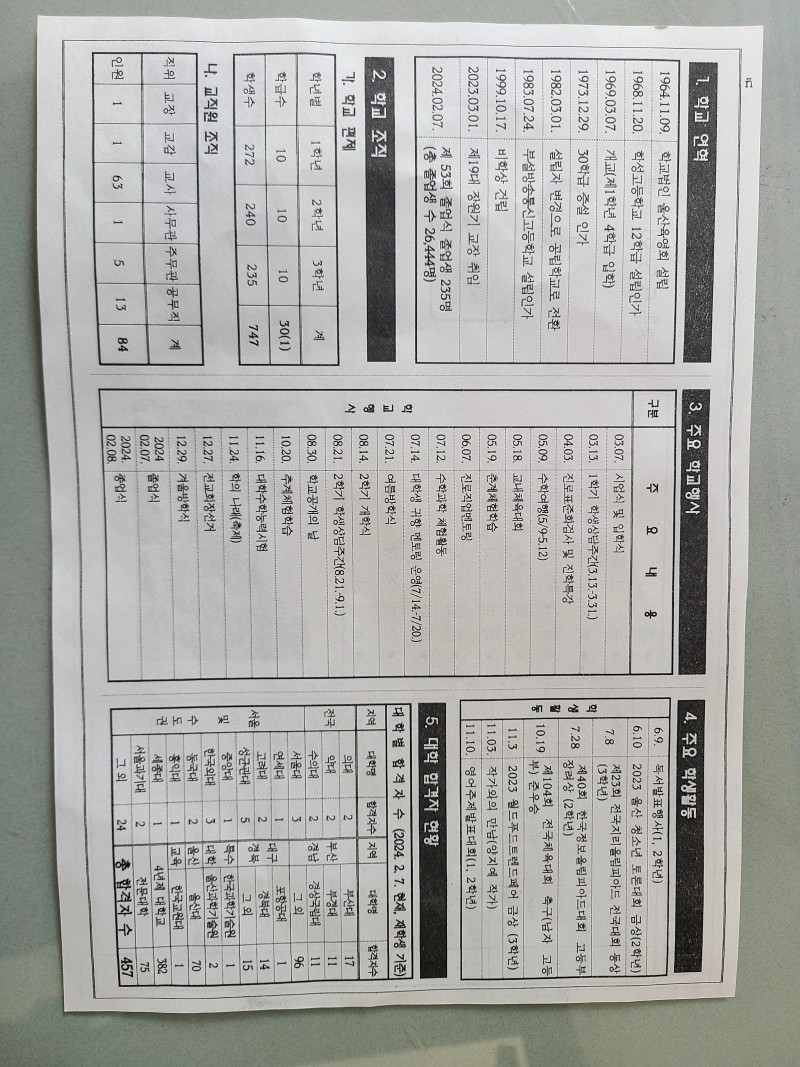 1. 학교 연혁
1964.11.09. 학교법인 울산육영회 설립
1968.11.20. 학성고등학교 12학급 설립인가
1969.03.07. 개교(제1학년 4학급 입학)
1973.12.29. 30학급 증설 인가
1982.03.01. 설립자 변경으로 공립학교로 전환
1983.07.24. 부설방송통신고등학교 설립인가
1999.10.17. 비학상 건립
2023.03.01. 제19대 장원기 교장 취임
2024.02.07. 제 53회 졸업식 졸업생 235명
(총 졸업생 수 26,444명)
2. 학교 조직
가. 학교 편제
학년별 1학년 2학년 3학년 계
학급수 10 10 10 30(1)
학생수 272 240 235 747
나. 교직원 조직
직위 교장 교감 교사 사무관 주무관 공무직 계
인원 1 1 63 1 5 13 84
3. 주요 학교행사
구분 주 요 내 용
학교행사
03.07. 시업식 및 입학식
03.13. 1학기 학생상담주간(3.13.-3.31.)
04.03. 진로표준화검사 및 진학특강
05.09. 수학여행(5/9-5.12)
05.18. 교내체육대회
05.19. 춘계체험학습
06.07. 진로직업멘토링
07.12. 수학과학 체험활동
07.14. 대학생 귀향 멘토링 운영(7/14.-7/20)
07.21. 여름방학식
08.14. 2학기 개학식
08.21. 2학기 학생상담주간(8.21.-9.1.)
08.30. 학교공개의 날
10.20. 추계체험학습
11.16. 대학수학능력시험
11.24. 학의 나래(축제)
12.27. 전교회장선거
12.29. 겨울방학식
2024. 02.07. 졸업식
2024. 02.08. 종업식
4. 주요 학생활동
학생활동
6.9. 독서발표행사(1, 2학년)
6.10 2023 울산 청소년 토론대회 금상(2학년)
7.8 제23회 전국지리올림피아드 전국대회 동상
(3학년)
7.28 제40회 한국정보올림피아드대회 고등부
장려상 (2학년)
10.19 제104회 전국체육대회 축구(남자 고등
부) 준우승
11.3 2023 월드푸드트렌드페어 금상 (3학년)
11.03. 작가와의 만남(양지예 작가)
11.10. 영어주제발표대회(1, 2학년)
5. 대학 합격자 현황
대 학 별 합 격 자 수 (2024. 2. 7. 현재, 재학생 기준)
지역 대학명 합격자수 지역 대학명 합격자수
전국 의대 2 부산 부산대 17
약대 2 부경대 11
수의대 2 경남 경상국립대 11
서울 및 수도권 서울대 3 그 외 96
연세대 1 대구 포항공대 1
고려대 2 경북 경북대 14
성균관대 5 그 외 15
중앙대 1 특수 한국과학기술원 1
한국외대 3 대학 울산과학기술원 2
동국대 2 울산 울산대 70
홍익대 1 교육 한국교원대 1
세종대 1 4년제 대학교 382
서울과기대 2 전문대학 75
그 외 24 총 합격자 수 457